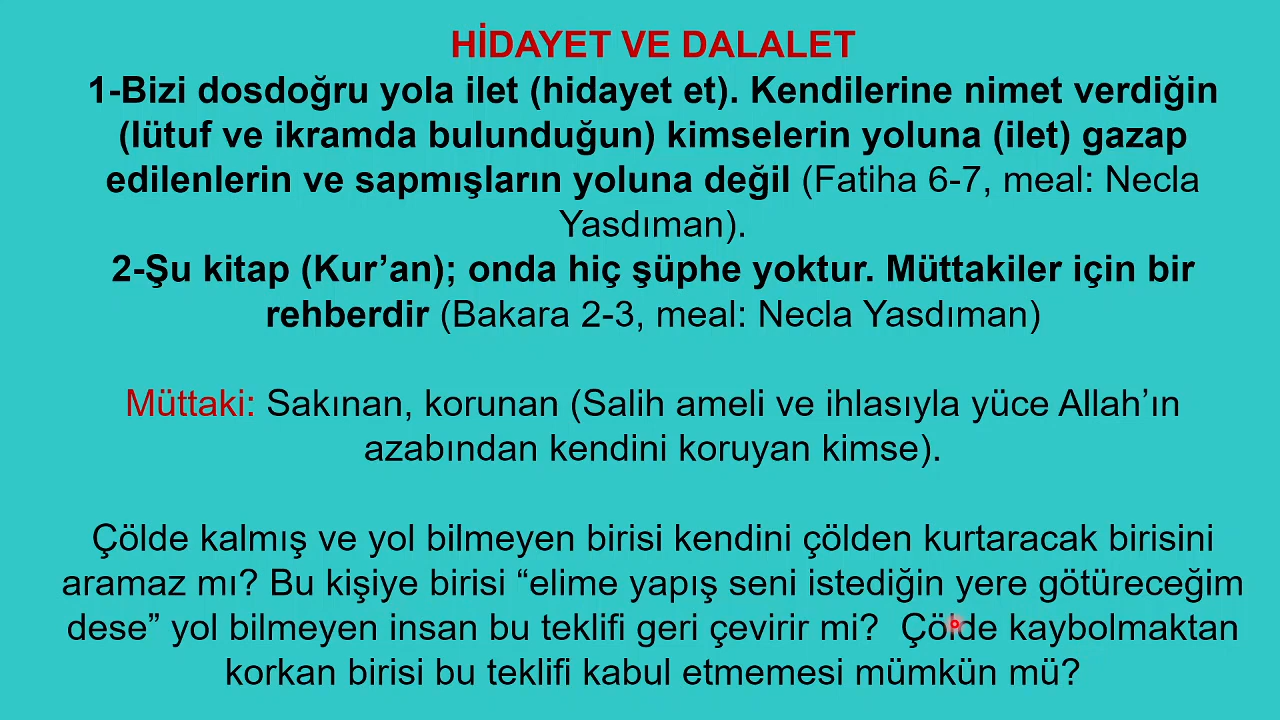 HİDAYET VE DALALET
1-Bizi dosdoğru yola ilet (hidayet et). Kendilerine nimet verdiğin
(lütuf ve ikramda bulunduğun) kimselerin yoluna (ilet) gazap
edilenlerin ve sapmışların yoluna değil (Fatiha 6-7, meal: Necla
Yasdıman).
2-Şu kitap (Kur’an); onda hiç şüphe yoktur. Müttakiler için bir
rehberdir (Bakara 2-3, meal: Necla Yasdıman)
Müttaki: Sakınan, korunan (Salih ameli ve ihlasıyla yüce Allah’ın
azabından kendini koruyan kimse).
Çölde kalmış ve yol bilmeyen birisi kendini çölden kurtaracak birisini
aramaz mı? Bu kişiye birisi “elime yapış seni istediğin yere götüreceğim
dese” yol bilmeyen insan bu teklifi geri çevirir mi?  Çölde kaybolmaktan
korkan birisi bu teklifi kabul etmemesi mümkün mü?